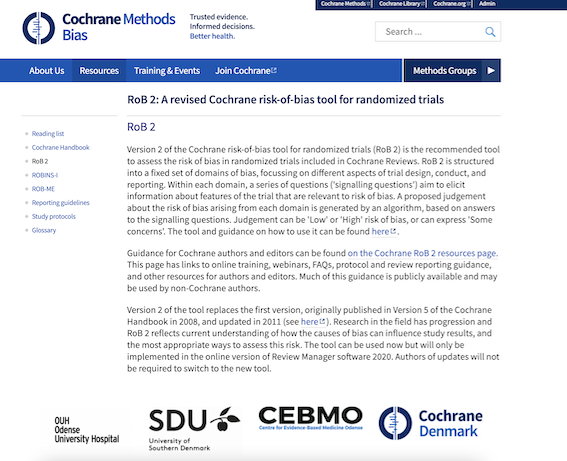 Cochrane Methods Cochrane Library Cochrane.org Admin
Cochrane Methods
Bias
Trusted evidence.
Informed decisions.
Better health.
Search ...
About Us Resources Training & Events Join Cochrane Methods Groups
RoB 2: A revised Cochrane risk-of-bias tool for randomized trials
Reading list
Cochrane Handbook
RoB 2
ROBINS-I
ROB-ME
Reporting guidelines
Study protocols
Glossary
RoB 2
Version 2 of the Cochrane risk-of-bias tool for randomized trials (RoB 2) is the recommended tool
to assess the risk of bias in randomized trials included in Cochrane Reviews. RoB 2 is structured
into a fixed set of domains of bias, focussing on different aspects of trial design, conduct, and
reporting. Within each domain, a series of questions ('signalling questions') aim to elicit
information about features of the trial that are relevant to risk of bias. A proposed judgement
about the risk of bias arising from each domain is generated by an algorithm, based on answers
to the signalling questions. Judgement can be 'Low' or 'High' risk of bias, or can express 'Some
concerns'. The tool and guidance on how to use it can be found here.
Guidance for Cochrane authors and editors can be found on the Cochrane RoB 2 resources page.
This page has links to online training, webinars, FAQs, protocol and review reporting guidance,
and other resources for authors and editors. Much of this guidance is publically available and may
be used by non-Cochrane authors.
Version 2 of the tool replaces the first version, originally published in Version 5 of the Cochrane
Handbook in 2008, and updated in 2011 (see here). Research in the field has progression and
RoB 2 reflects current understanding of how the causes of bias can influence study results, and
the most appropriate ways to assess this risk. The tool can be used now but will only be
implemented in the online version of Review Manager software 2020. Authors of updates will not
be required to switch to the new tool.
OUH
Odense
University Hospital
SDU
University of
Southern Denmark
CEBMO
Centre for Evidence-Based Medicine Odense
Cochrane
Denmark